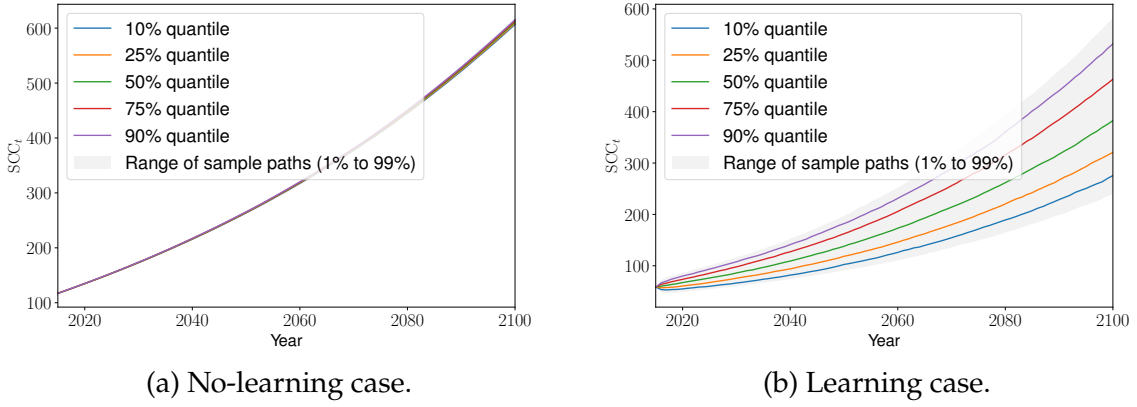 600
500
400
300
200
100
SCC_t
10% quantile
25% quantile
50% quantile
75% quantile
90% quantile
Range of sample paths (1% to 99%)
2020 2040 2060 2080 2100
Year
(a) No-learning case.
600
500
400
300
200
100
SCC_t
10% quantile
25% quantile
50% quantile
75% quantile
90% quantile
Range of sample paths (1% to 99%)
2020 2040 2060 2080 2100
Year
(b) Learning case.